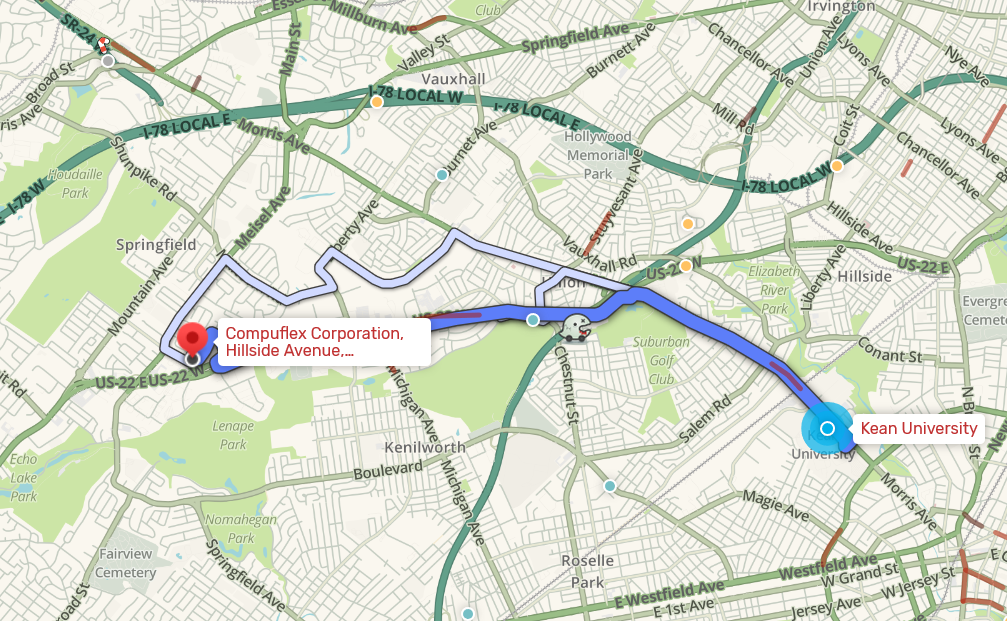 Essex
Club
Irvington
SR-24 W
Millburn Ave
Main St
Valley St
Springfield Ave
Burnett Ave
Chancellor Ave
Union Ave
Lyons Ave
Nye Ave
Broad St
Vauxhall
I-78 LOCAL W
I-78 LOCAL E
Mill Rd
Coit St
I-78 LOCAL E
Morris Ave
Burnet Ave
Hollywood
Memorial
Park
Stuyvesant Ave
Lyons Ave
Chancellor Ave
Shunpike Rd
Houdaille
Park
I-78 W
I-78 LOCAL W
Meisel Ave
Liberty Ave
Springfield
Mountain Ave
Vauxhall Rd
Hillside Ave
US-22 E
US-22 W
Union
Elizabeth
River
Park
Liberty Ave
Hillside
Compuflex Corporation,
Hillside Avenue,...
Suburban
Golf
Club
Conant St
US-22 E
US-22 W
Chestnut St
Michigan Ave
Salem Rd
Kean University
University
Lenape
Park
Kenilworth
Boulevard
Michigan Ave
Echo
Lake
Park
Magie Ave
Morris Ave
Nomahegan
Park
Fairview
Cemetery
Springfield Ave
Roselle
Park
Westfield Ave
W Grand St
W Jersey St
E Westfield Ave
E 1st Ave
Jersey Ave